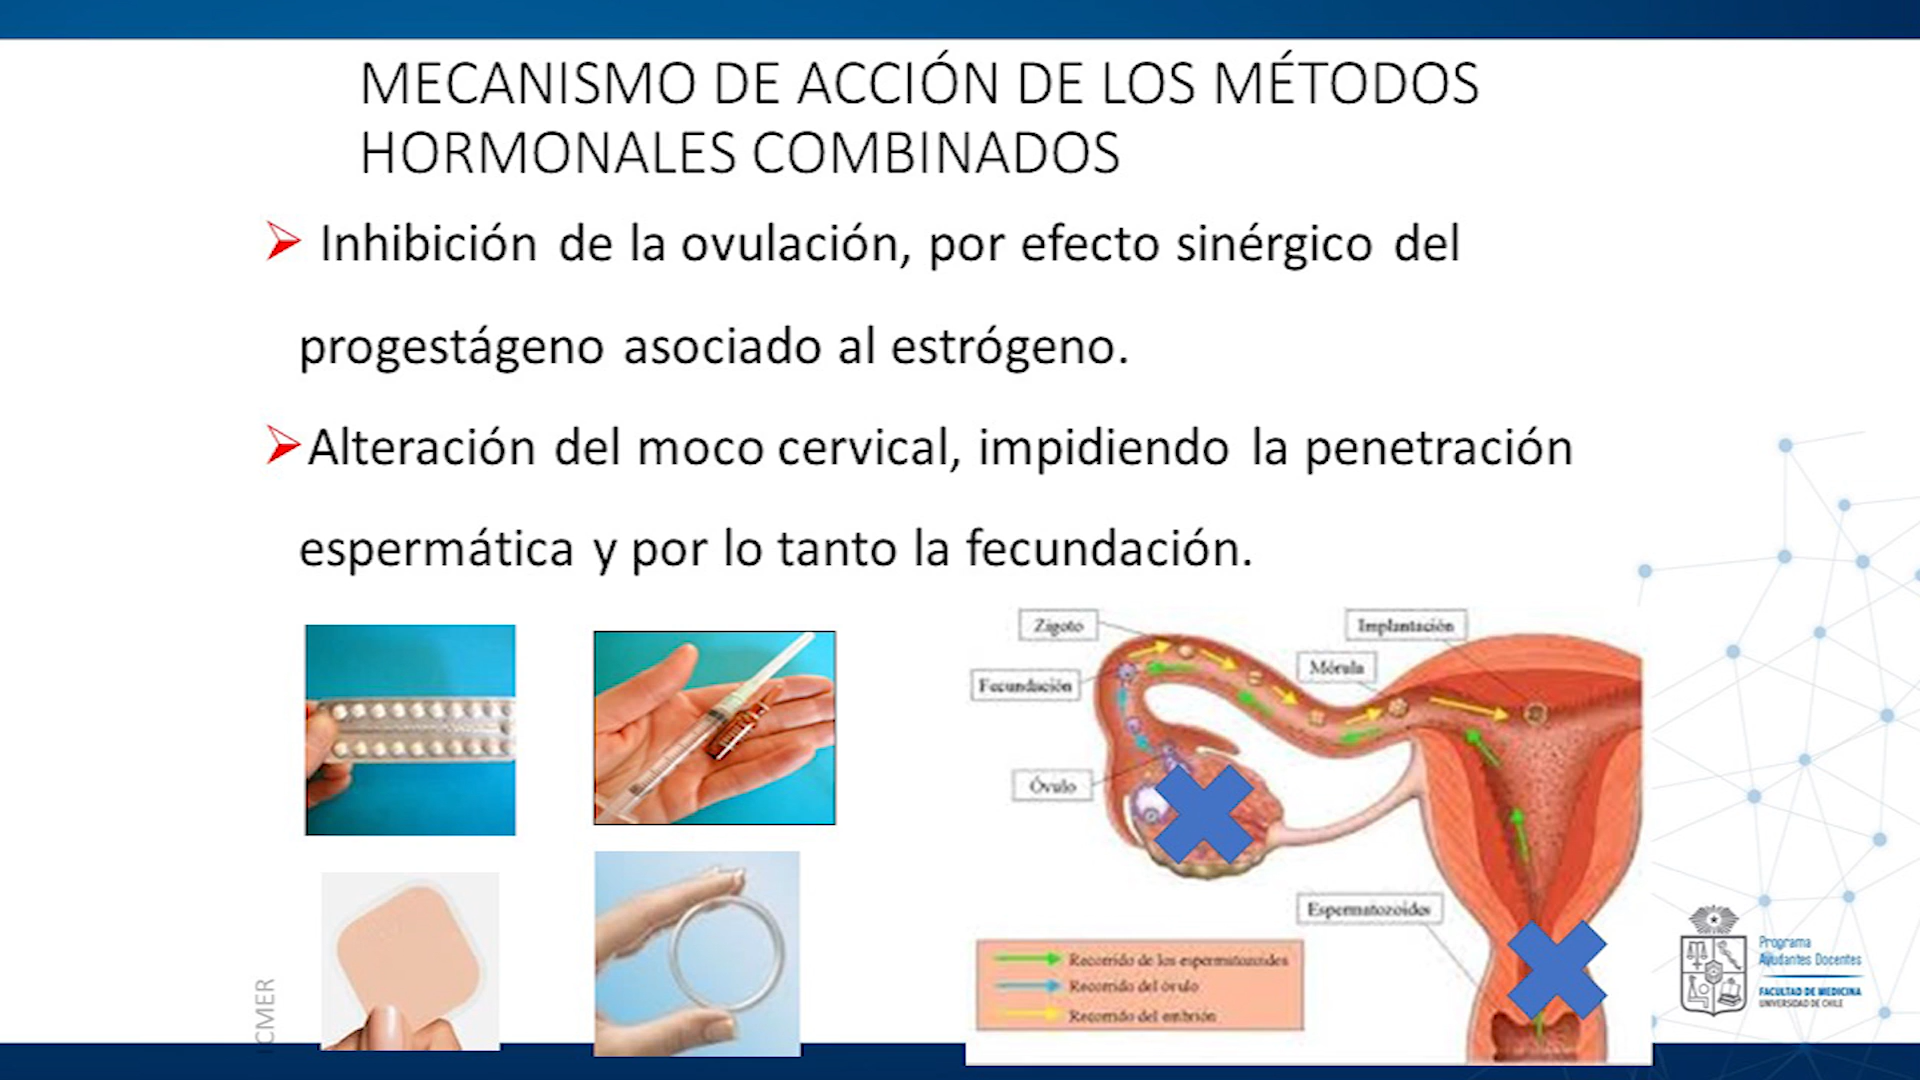 MECANISMO DE ACCIÓN DE LOS MÉTODOS
HORMONALES COMBINADOS
Inhibición de la ovulación, por efecto sinérgico del
progestágeno asociado al estrógeno.
Alteración del moco cervical, impidiendo la penetración
espermática y por lo tanto la fecundación.
Zigoto
Implantación
Mórula
Fecundación
Óvulo
Espermatozoides
Recorrido de los espermatozoides
Recorrido del óvulo
Recorrido del embrión
ICMER
Programa
Ayudantes Docentes
FACULTAD DE MEDICINA
UNIVERSIDAD DE CHILE